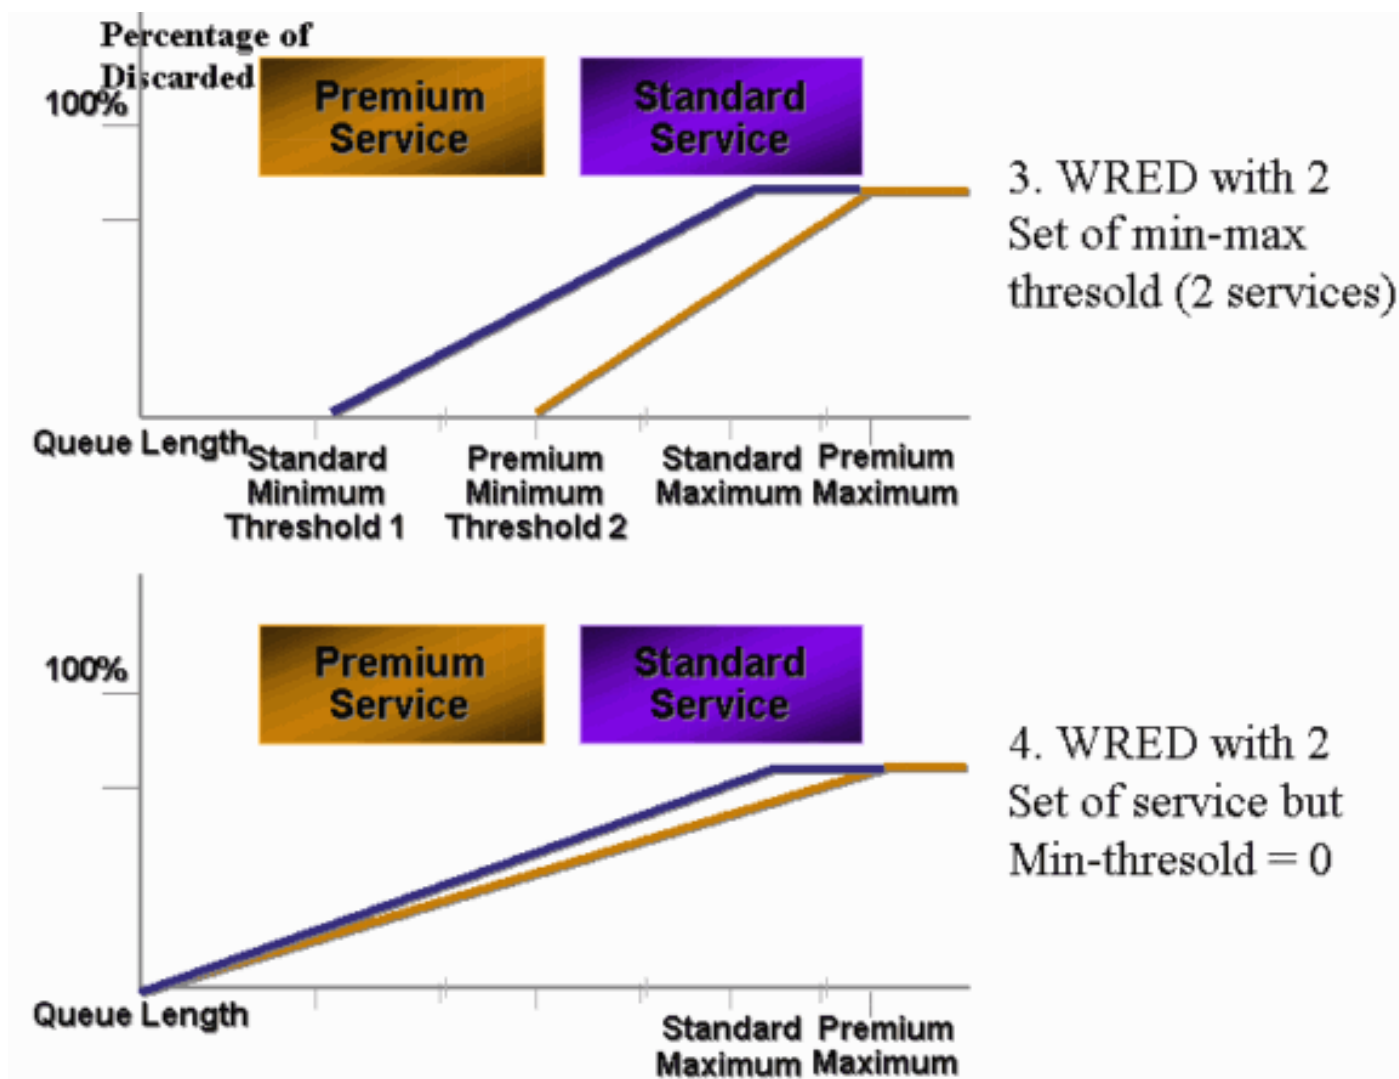 Percentage of
Discarded
100%
Premium
Service
Standard
Service
3. WRED with 2
Set of min-max
thresold (2 services)
Queue Length
Standard
Minimum
Threshold 1
Premium
Minimum
Threshold 2
Standard
Maximum
Premium
Maximum
100%
Premium
Service
Standard
Service
4. WRED with 2
Set of service but
Min-thresold = 0
Queue Length
Standard
Maximum
Premium
Maximum